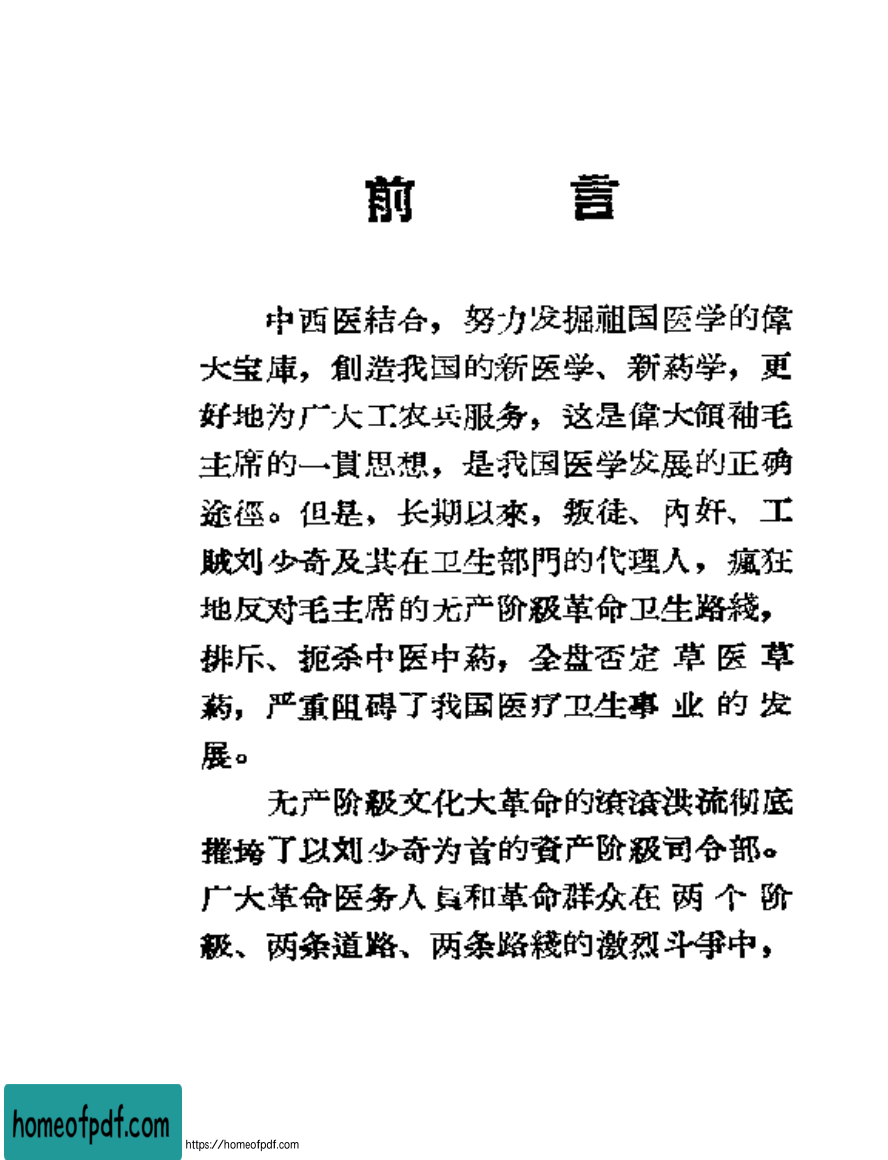 前言
中西医結合，努力发掘祖国医学的偉
大宝庫，創造我国的新医学、新葯学，更
好地为广大工农兵服务，这是偉大領袖毛
主席的一貫思想，是我国医学发展的正确
途徑。但是，长期以來，叛徒、內奸、工
賊刘少奇及其在卫生部門的代理人，瘋狂
地反对毛主席的无产阶級革命卫生路綫，
排斥、扼杀中医中葯，全盘否定草医草
葯，严重阻碍了我国医疗卫生事业的发
展。
无产阶級文化大革命的滾滾洪流彻底
摧垮了以刘少奇为首的資产阶級司令部。
广大革命医务人員和革命群众在两个阶
級、两条道路、两条路綫的激烈斗爭中，
homeofpdf.com
https://homeofpdf.com